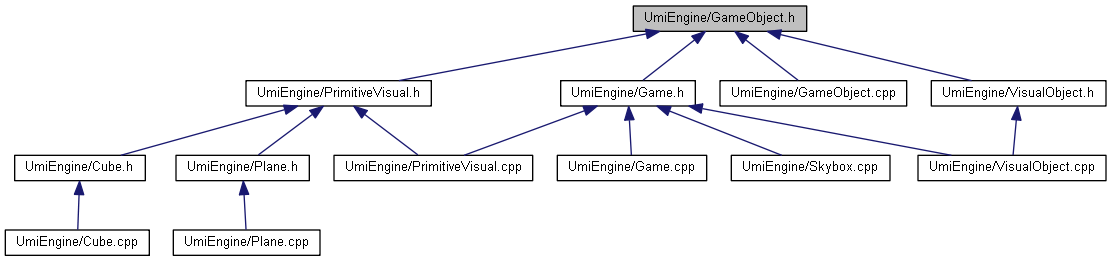 UmiEngine/GameObject.h
UmiEngine/PrimitiveVisual.h
UmiEngine/Game.h
UmiEngine/GameObject.cpp
UmiEngine/VisualObject.h
UmiEngine/Cube.h
UmiEngine/Plane.h
UmiEngine/PrimitiveVisual.cpp
UmiEngine/Game.cpp
UmiEngine/Skybox.cpp
UmiEngine/VisualObject.cpp
UmiEngine/Cube.cpp
UmiEngine/Plane.cpp